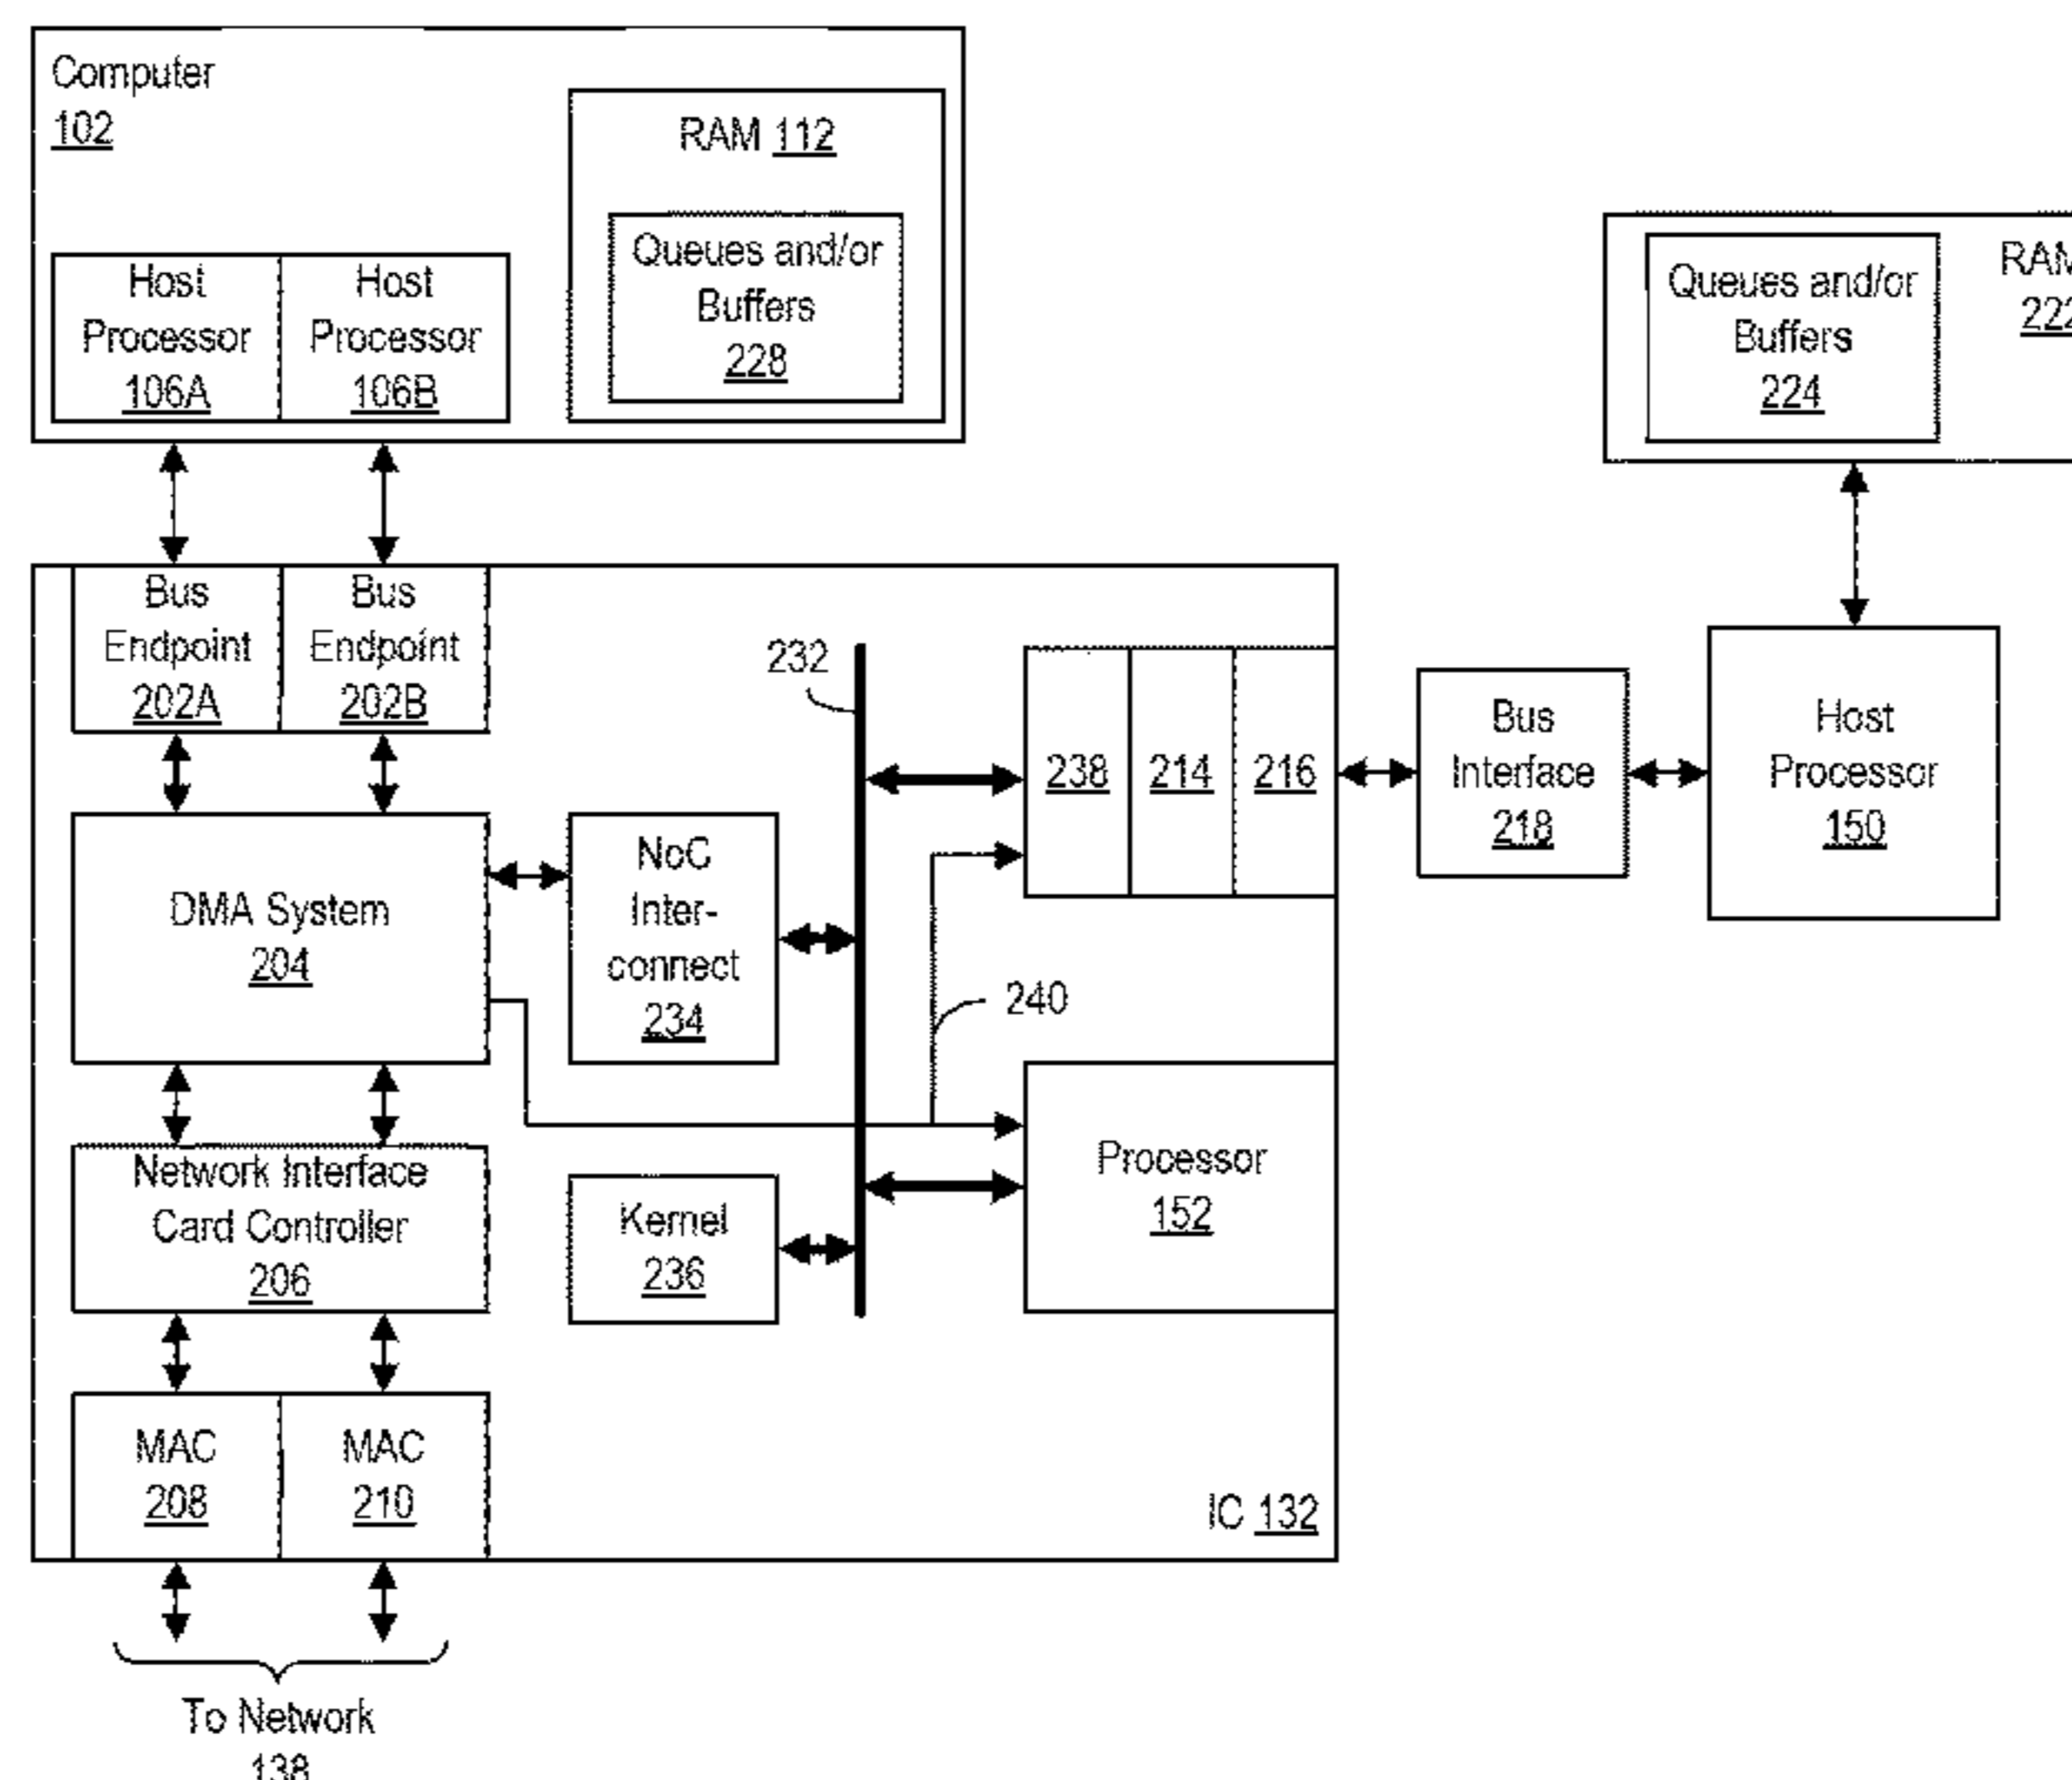 Computer
102
RAM 112
Queues and/or
Buffers
228
Host
Processor
106A
Host
Processor
106B
Queues and/or
Buffers
224
Bus
Endpoint
202A
Bus
Endpoint
202B
232
238
214
216
Bus
Interface
218
Host
Processor
150
DMA System
204
NoC
Inter-
connect
234
240
Network Interface
Card Controller
206
Kernel
236
Processor
152
MAC
208
MAC
210
IC 132
To Network
138